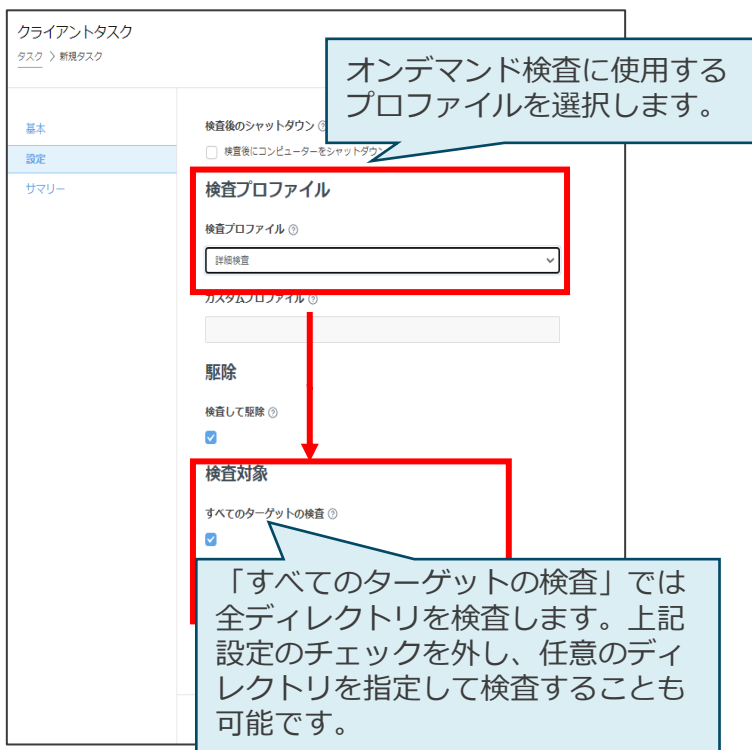 クライアントタスク
タスク 〉新規タスク
オンデマンド検査に使用する
プロファイルを選択します。
基本
設定
サマリー
検査後のシャットダウン
検査後にコンピューターをシャットダウン
検査プロファイル
検査プロファイル ?
詳細検査
カスタムプロファイル ?
駆除
検査して駆除 ?
検査対象
すべてのターゲットの検査 ?
「すべてのターゲットの検査」では
全ディレクトリを検査します。上記
設定のチェックを外し、任意のディ
レクトリを指定して検査することも
可能です。